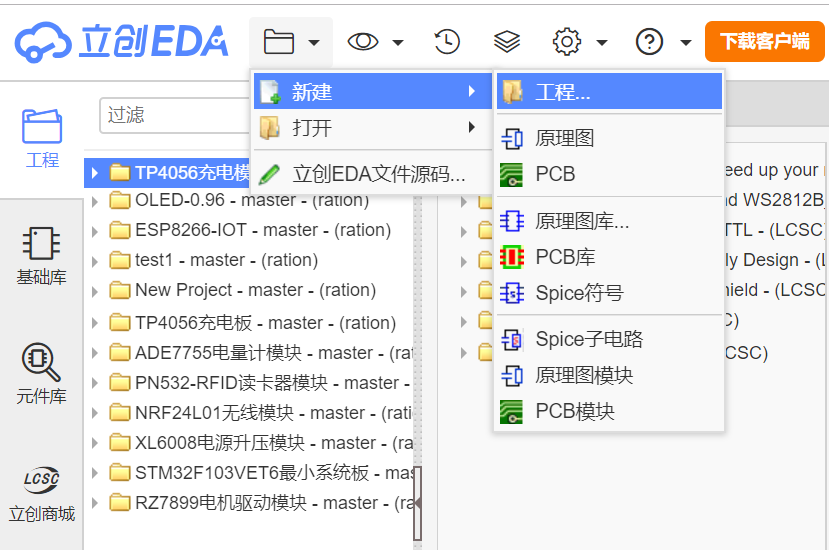 立创EDA
下载客户端
新建
打开
立创EDA文件源码...
工程...
原理图
PCB
原理图库...
PCB库
Spice符号
Spice子电路
原理图模块
PCB模块
工程
基础库
元件库
LCSC
立创商城
过滤
TP4056充电模
OLED-0.96 - master - (ration)
ESP8266-IOT - master - (ration)
test1 - master - (ration)
New Project - master - (ration)
TP4056充电板 - master - (ration)
ADE7755电量计模块 - master - (rat
PN532-RFID读卡器模块 - master -
NRF24L01无线模块 - master - (rati
XL6008电源升压模块 - master - (ra
STM32F103VET6最小系统板 - mas
RZ7899电机驱动模块 - master - (ra
eed up your
nd WS2812B
TTL - (LCSC)
ly Design - (L
hield - (LCSC
C)
CSC)